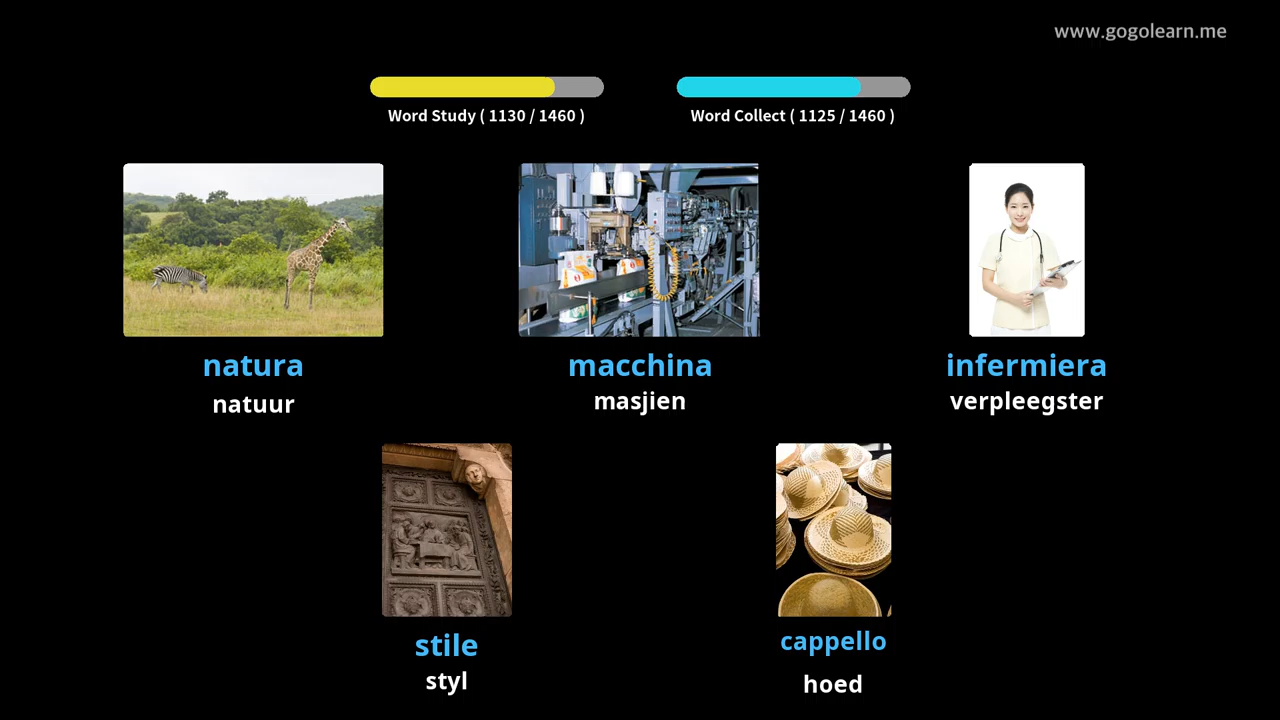 www.gogolearn.me
Word Study ( 1130 / 1460 )
Word Collect ( 1125 / 1460 )
natura
natuur
macchina
masjien
infermiera
verpleegster
stile
styl
cappello
hoed